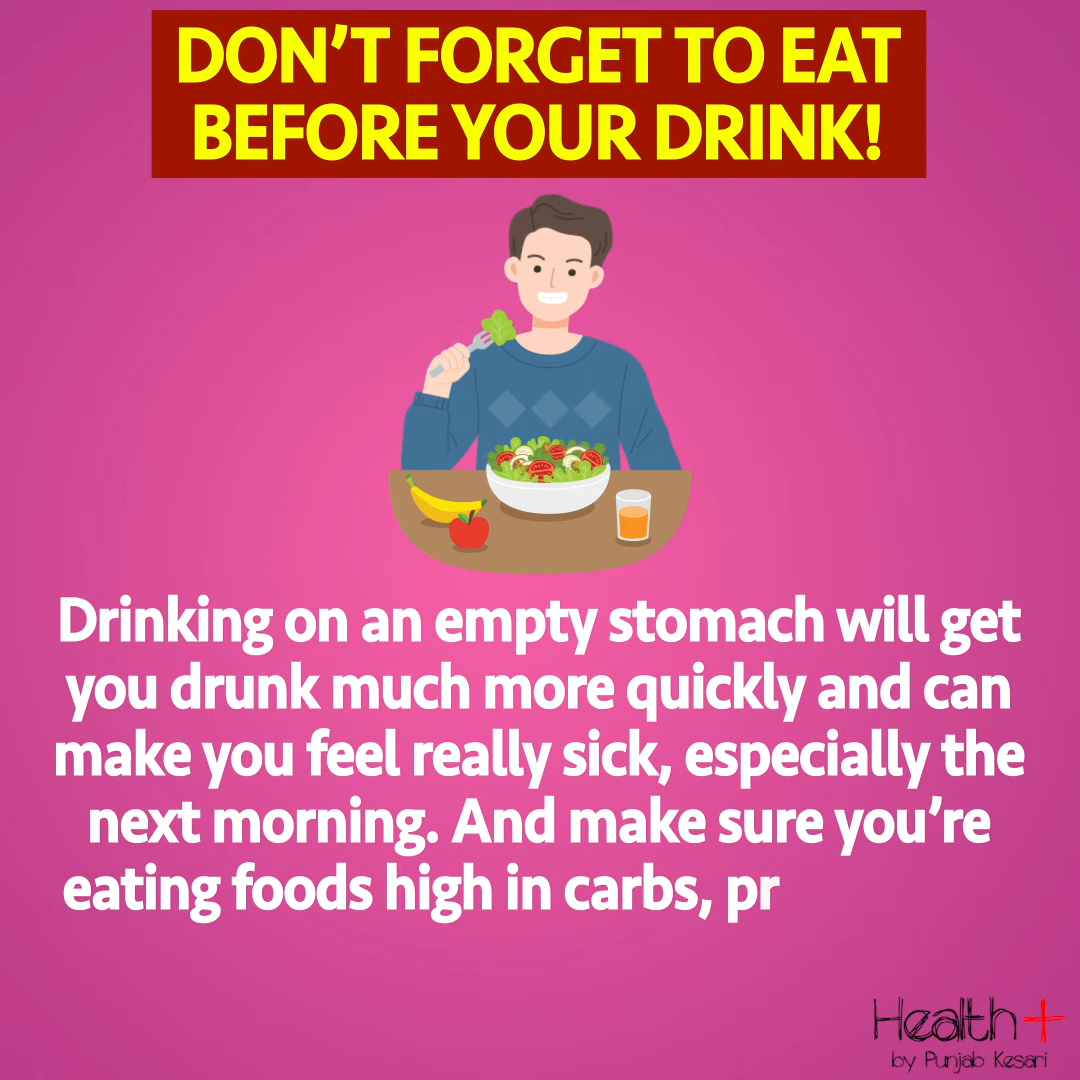 DON'T FORGET TO EAT
BEFORE YOUR DRINK!
Drinking on an empty stomach will get
you drunk much more quickly and can
make you feel really sick, especially the
next morning. And make sure you're
eating foods high in carbs, pr
Health+
by Punjab Kesari